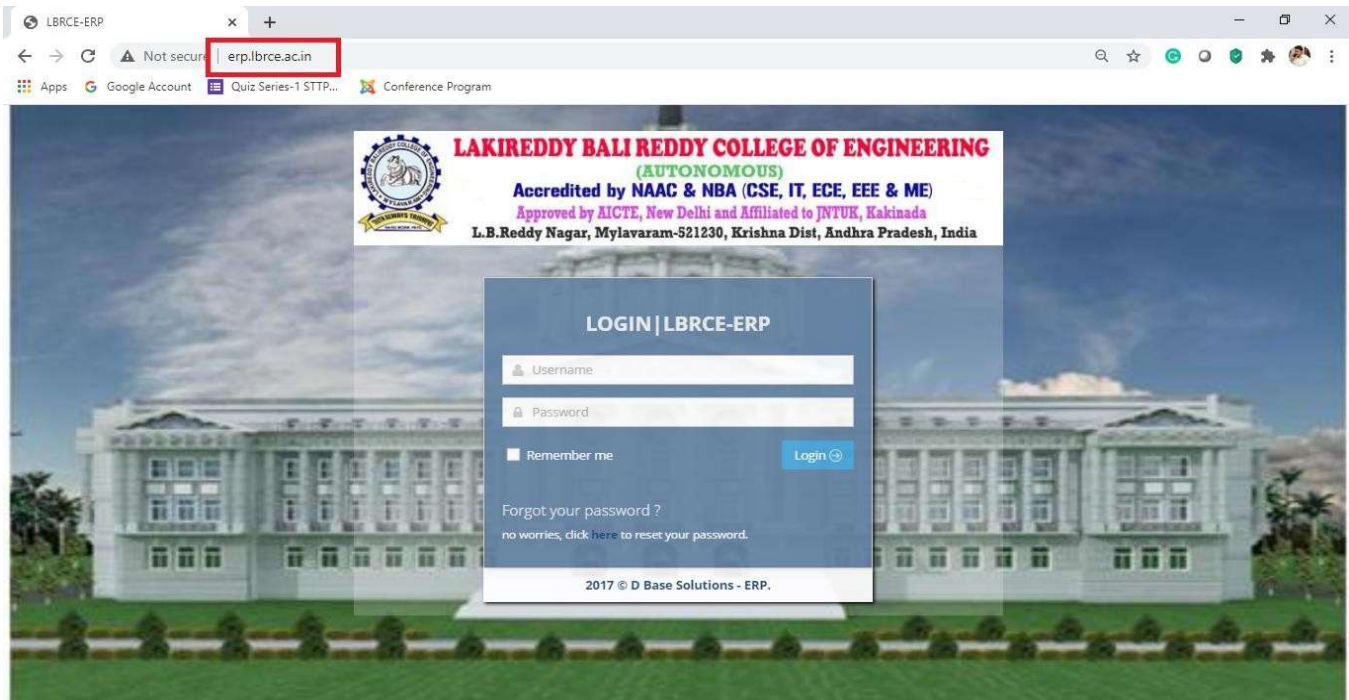 LBRCE-ERP
Not secure erp.lbrce.ac.in
Apps Google Account Quiz Series-1 STTP... Conference Program
LAKIREDDY BALI REDDY COLLEGE OF ENGINEERING
(AUTONOMOUS)
Accredited by NAAC & NBA (CSE, IT, ECE, EEE & ME)
Approved by AICTE, New Delhi and Affiliated to JNTUK, Kakinada
L.B.Reddy Nagar, Mylavaram-521230, Krishna Dist, Andhra Pradesh, India
LOGIN|LBRCE-ERP
Username
Password
Remember me
Login
Forgot your password ?
no worries, click here to reset your password.
2017 © D Base Solutions - ERP.